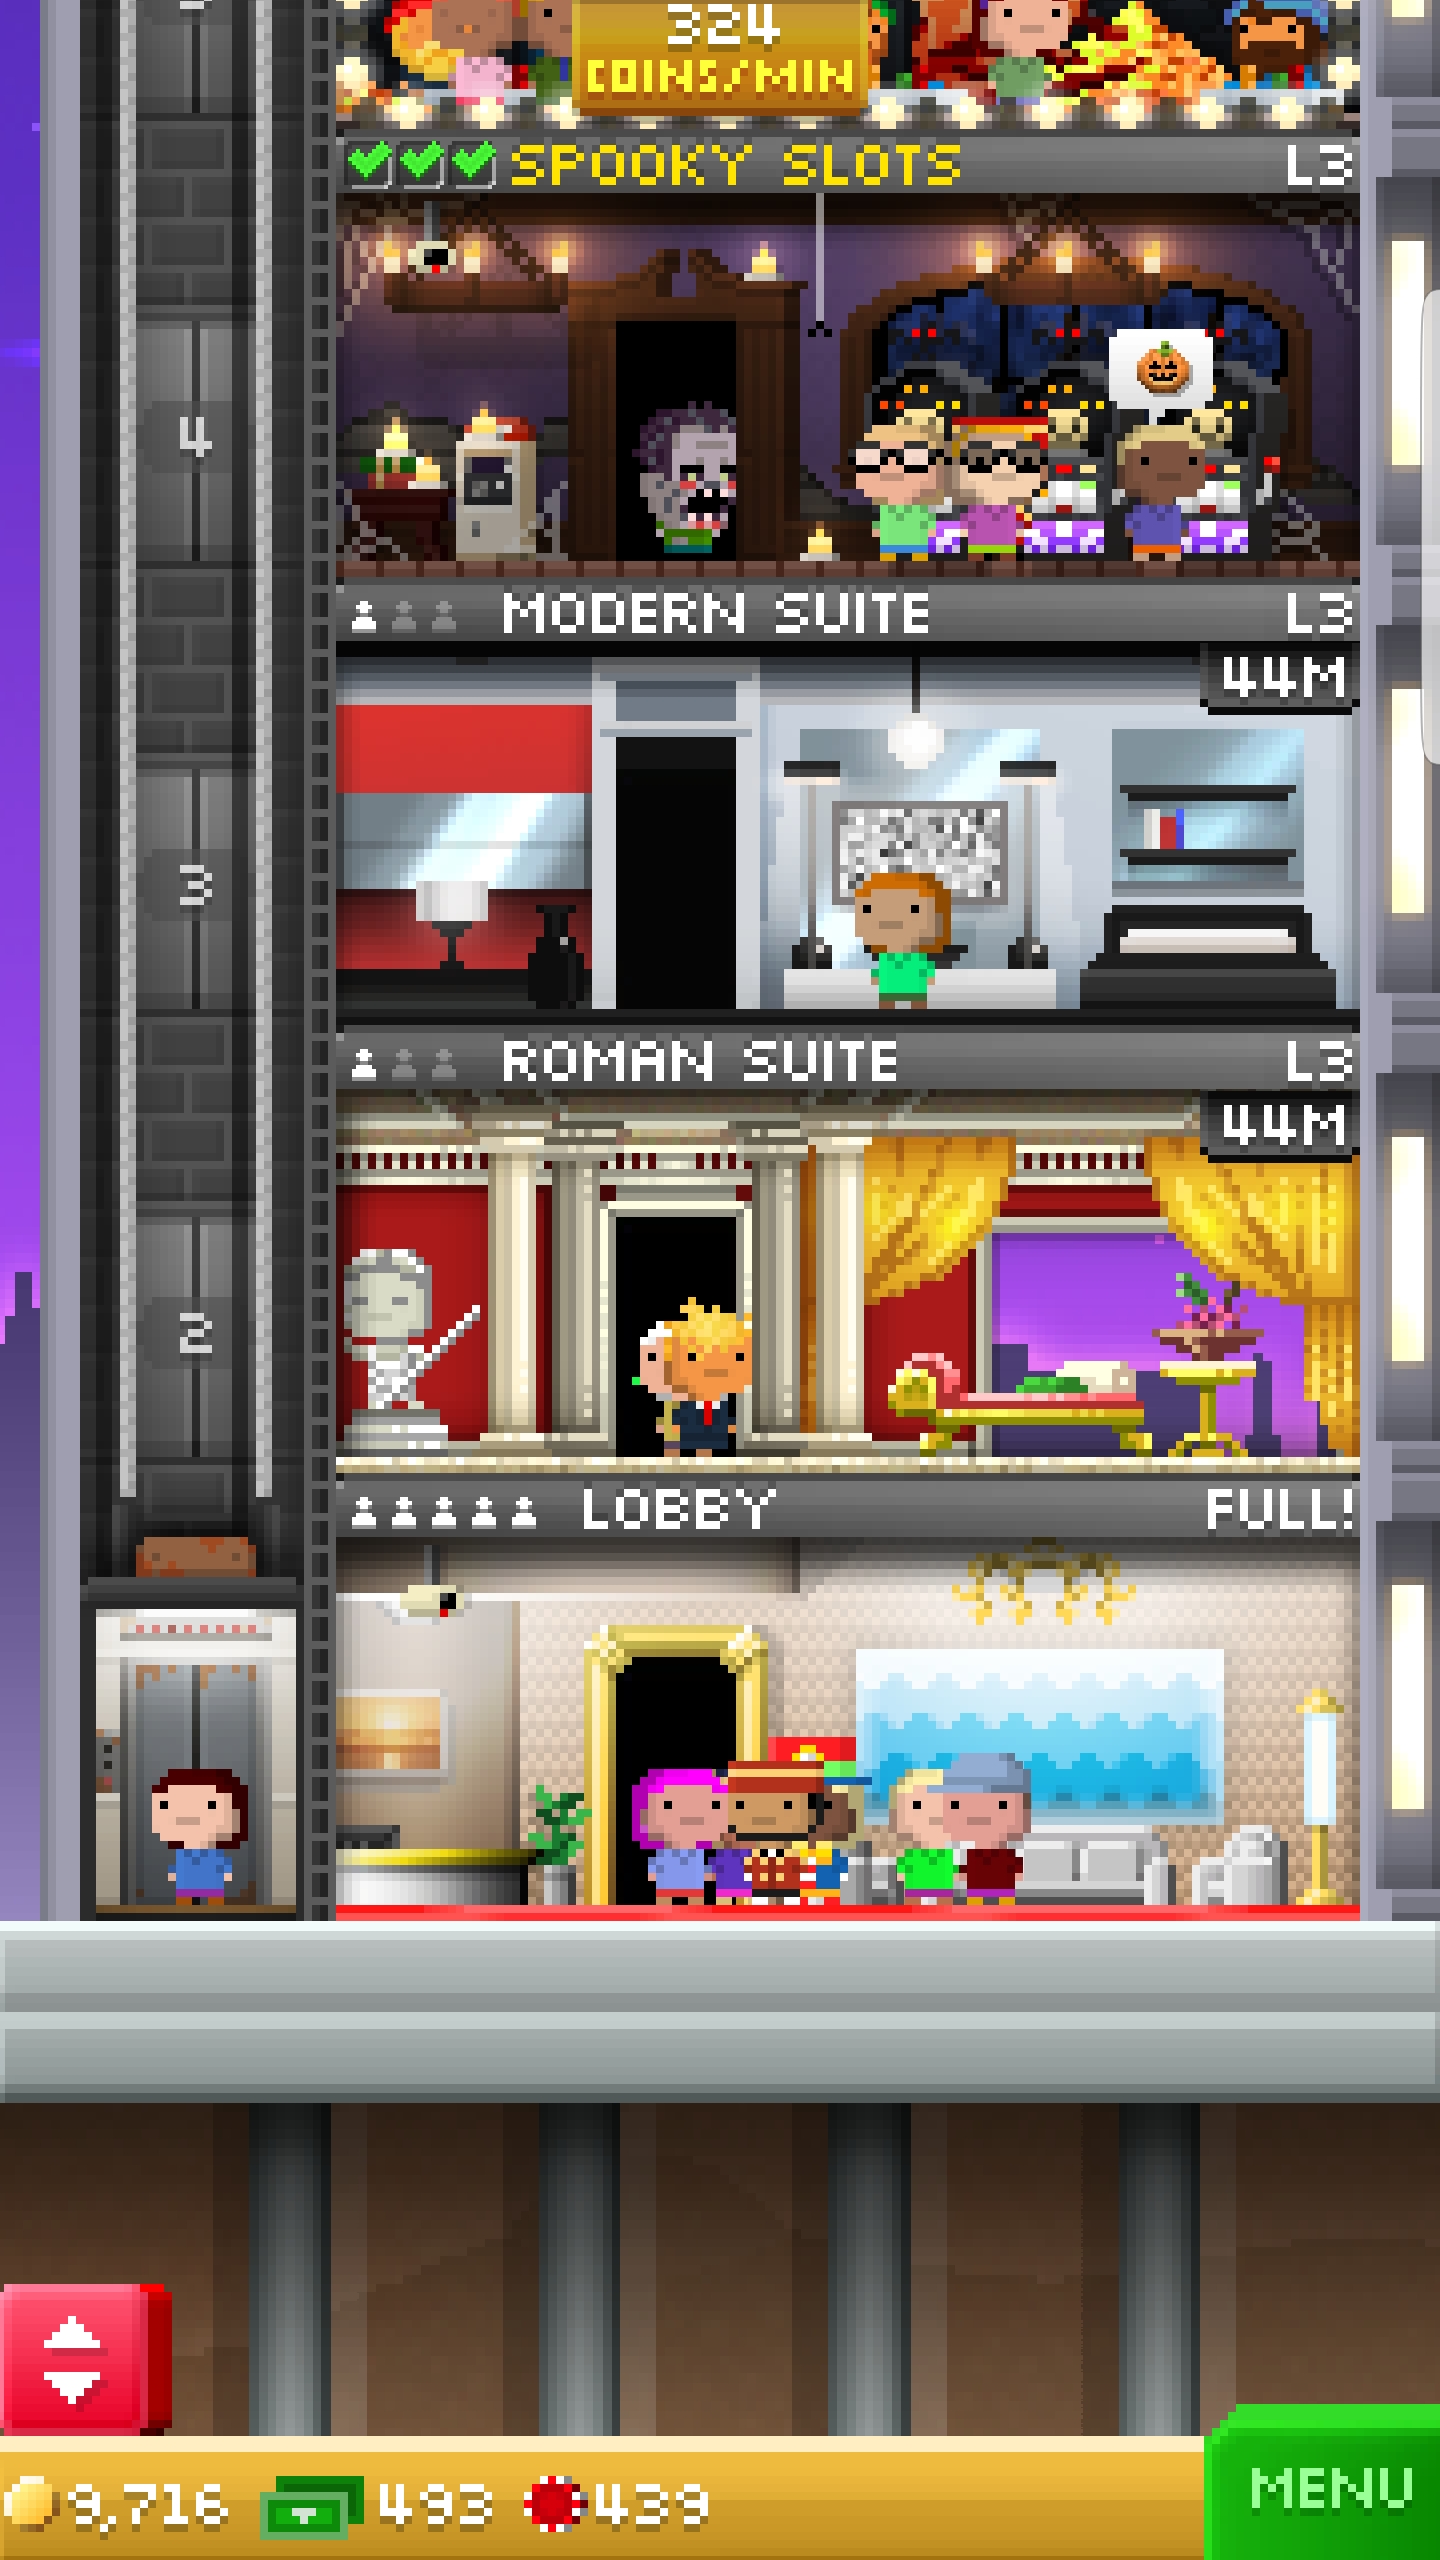 324
COINS/MIN
SPOOKY SLOTS L3
4
MODERN SUITE L3
44M
3
ROMAN SUITE L3
44M
2
LOBBY FULL!
9,716 493 439
MENU